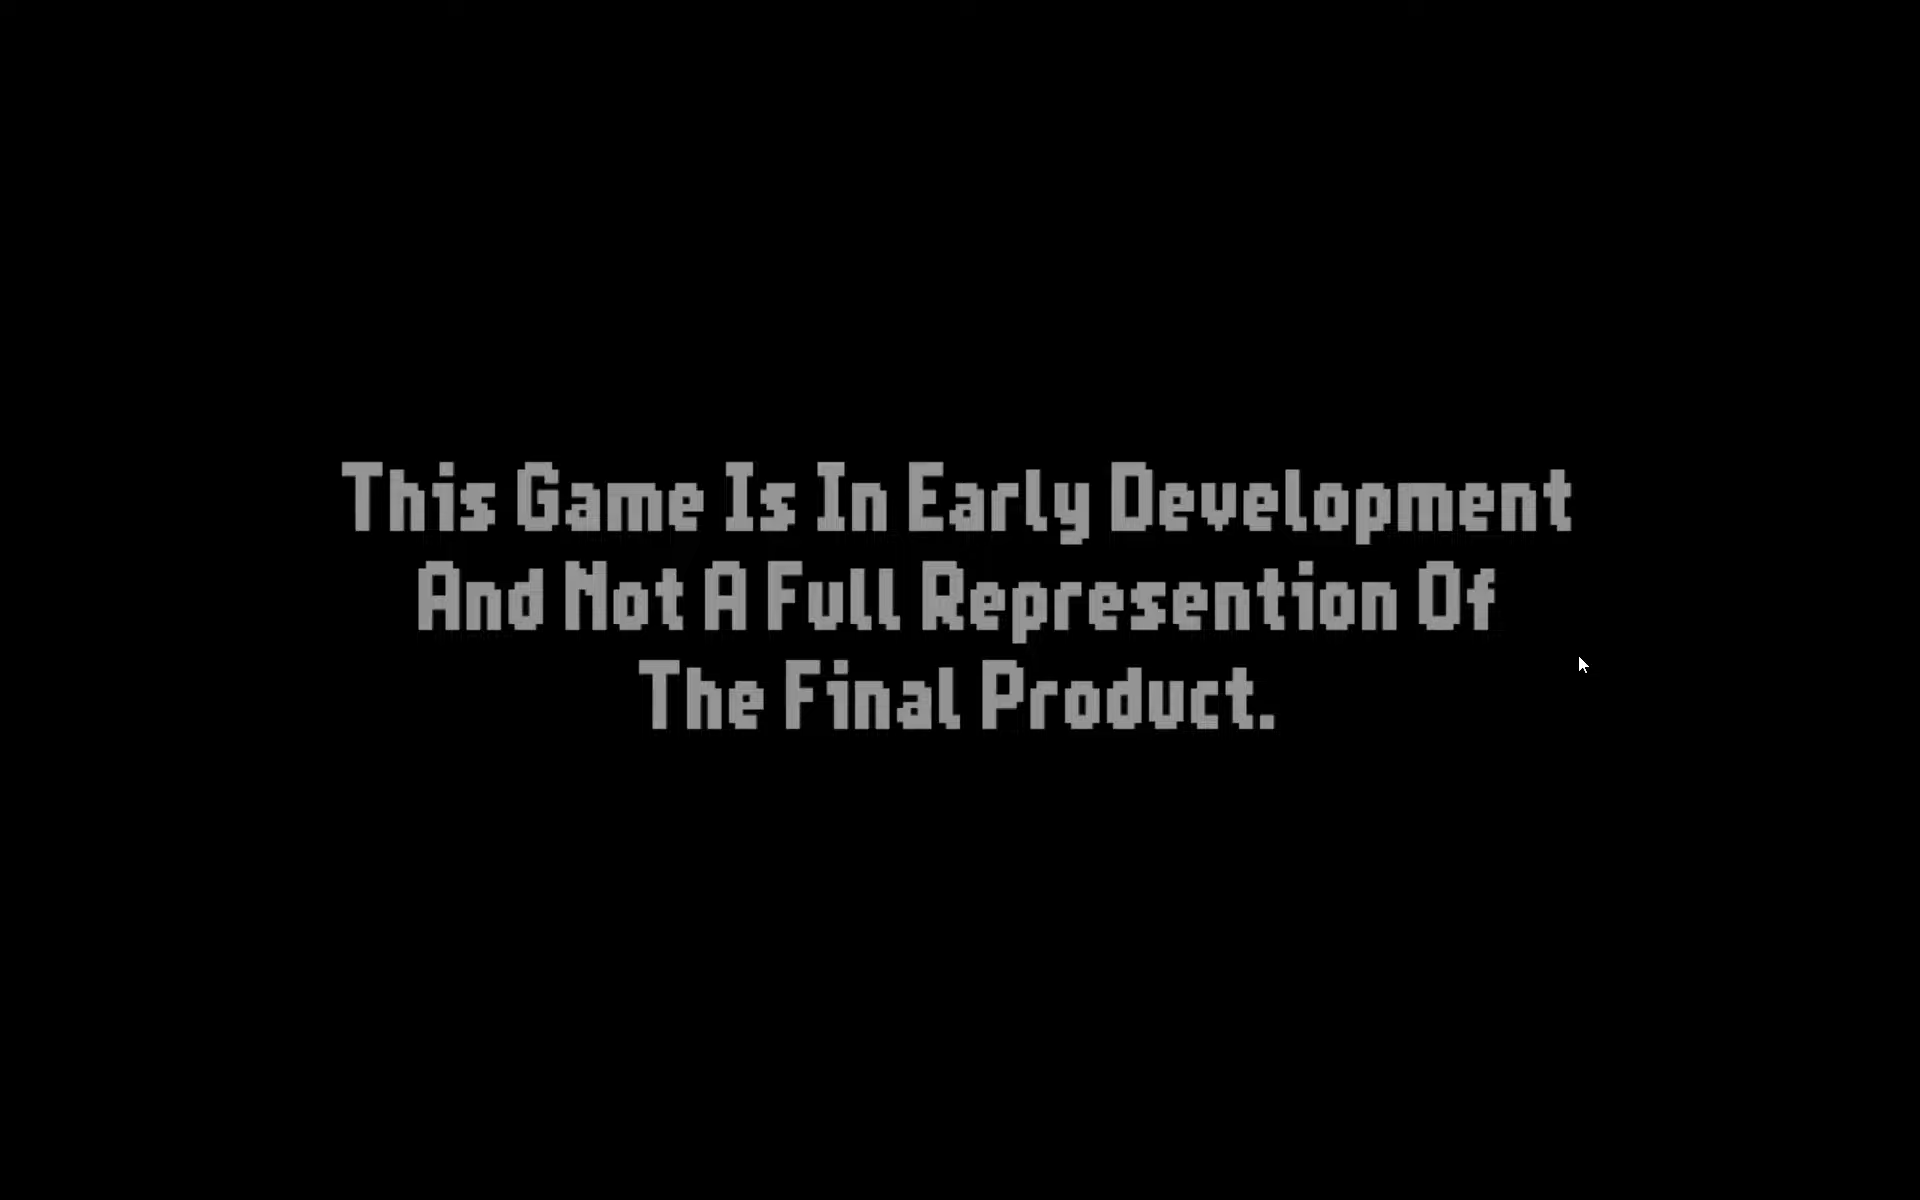 This Game Is In Early Development
And Not A Full Represention Of
The Final Product.